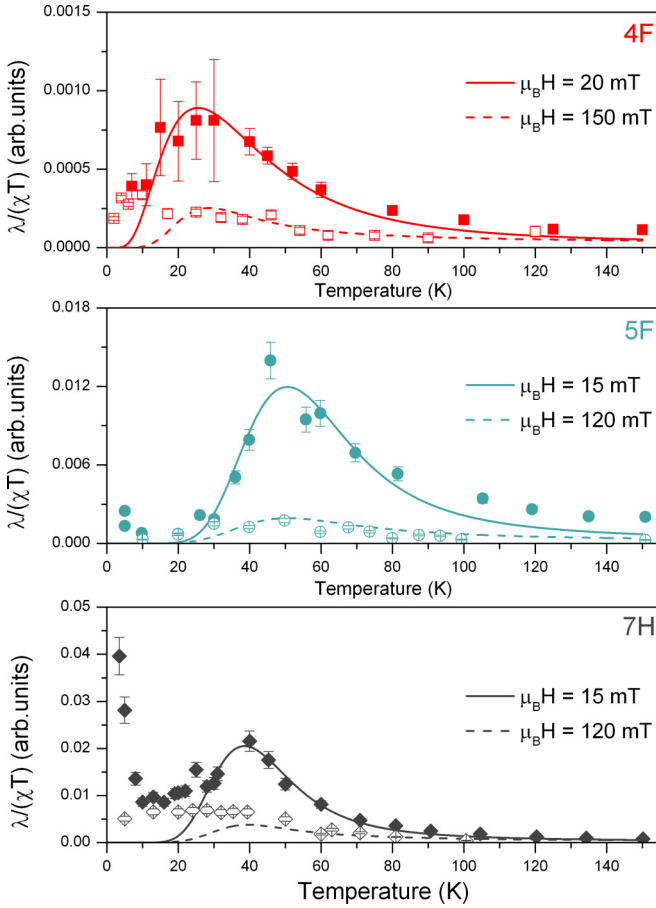 0.0015
4F
0.0010
μBH = 20 mT
μBH = 150 mT
0.0005
0.0000
0 20 40 60 80 100 120 140
Temperature (K)
λ/(χT) (arb.units)
0.018
5F
0.012
μBH = 15 mT
μBH = 120 mT
0.006
0.000
0 20 40 60 80 100 120 140
Temperature (K)
λ/(χT) (arb.units)
0.05
7H
0.04
μBH = 15 mT
0.03
μBH = 120 mT
0.02
0.01
0.00
0 20 40 60 80 100 120 140
Temperature (K)
λ/(χT) (arb.units)